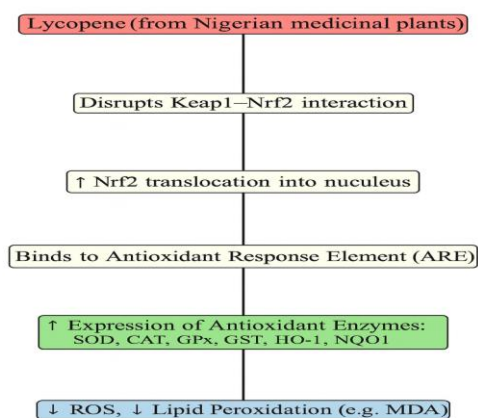 Lycopene (from Nigerian medicinal plants)
Disrupts Keap1–Nrf2 interaction
↑ Nrf2 translocation into nuculeus
Binds to Antioxidant Response Element (ARE)
↑ Expression of Antioxidant Enzymes:
SOD, CAT, GPx, GST, HO-1, NQO1
↓ ROS, ↓ Lipid Peroxidation (e.g. MDA)